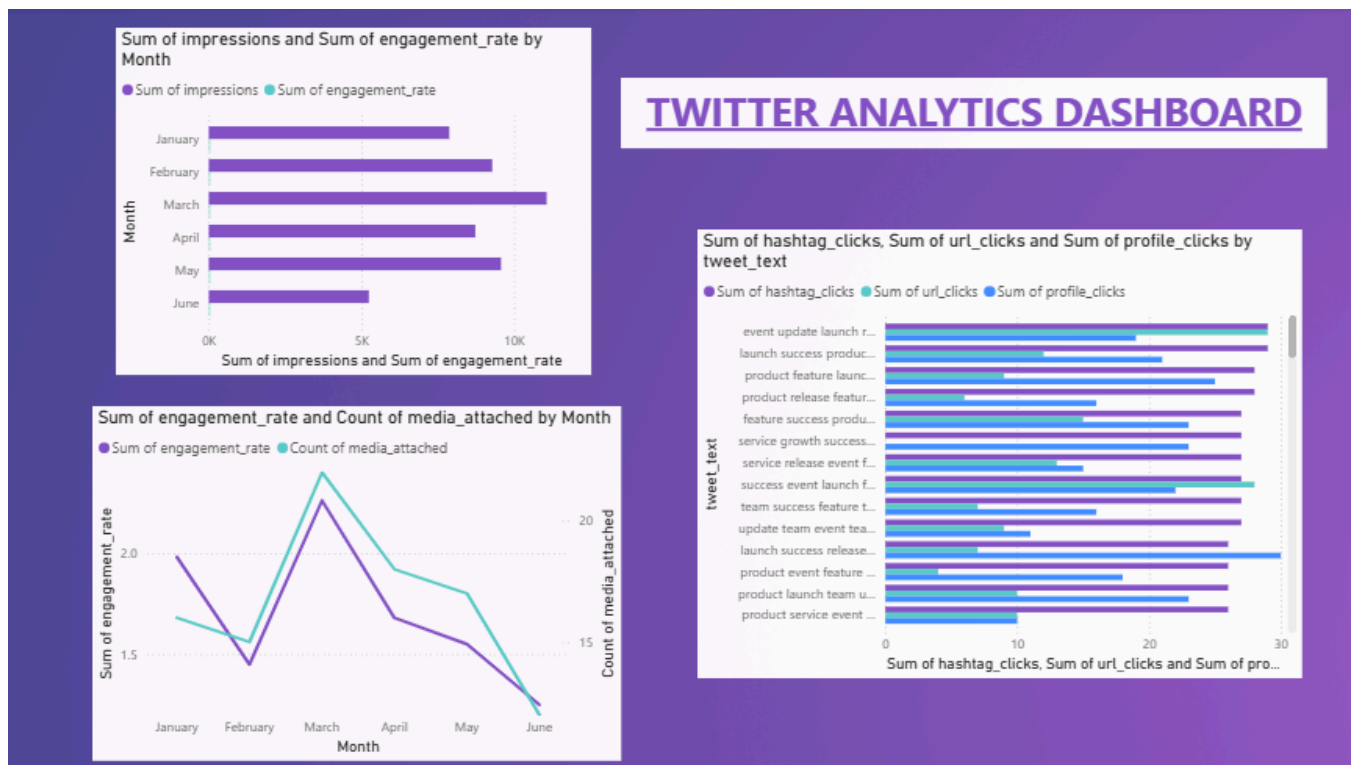 Sum of impressions and Sum of engagement_rate by
Month
Sum of impressions Sum of engagement_rate
January
February
March
April
May
June
Month
0K 5K 10K
Sum of impressions and Sum of engagement_rate
TWITTER ANALYTICS DASHBOARD
Sum of hashtag_clicks, Sum of url_clicks and Sum of profile_clicks by
tweet_text
Sum of hashtag_clicks Sum of url_clicks Sum of profile_clicks
event update launch r...
launch success produc...
product feature launc...
product release featur...
feature success produ...
service growth success...
service release event f...
success event launch f...
team success feature t...
update team event tea...
launch success release...
product event feature ...
product launch team u...
product service event ...
tweet_text
0 10 20 30
Sum of hashtag_clicks, Sum of url_clicks and Sum of pro...
Sum of engagement_rate and Count of media_attached by Month
Sum of engagement_rate Count of media_attached
Sum of engagement_rate
2.0
1.5
20
15
Count of media_attached
January February March April May June
Month